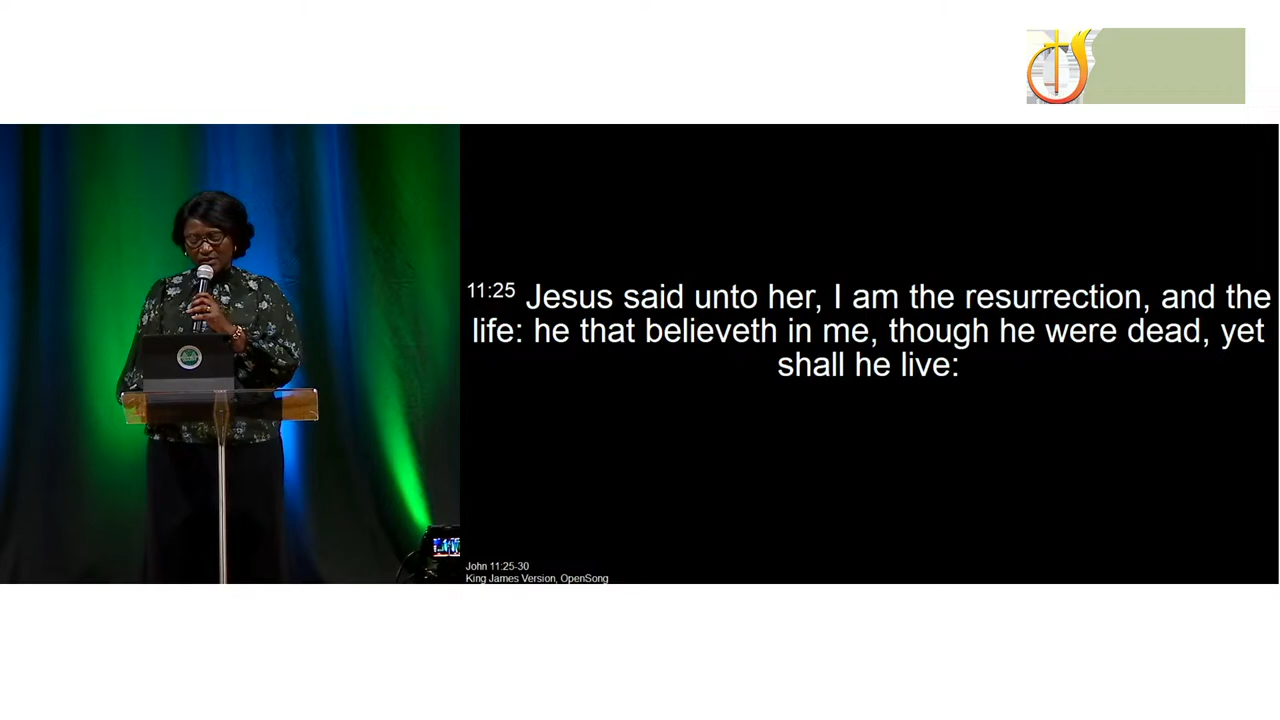 11:25 Jesus said unto her, I am the resurrection, and the
life: he that believeth in me, though he were dead, yet
shall he live:
John 11:25-30
King James Version, OpenSong